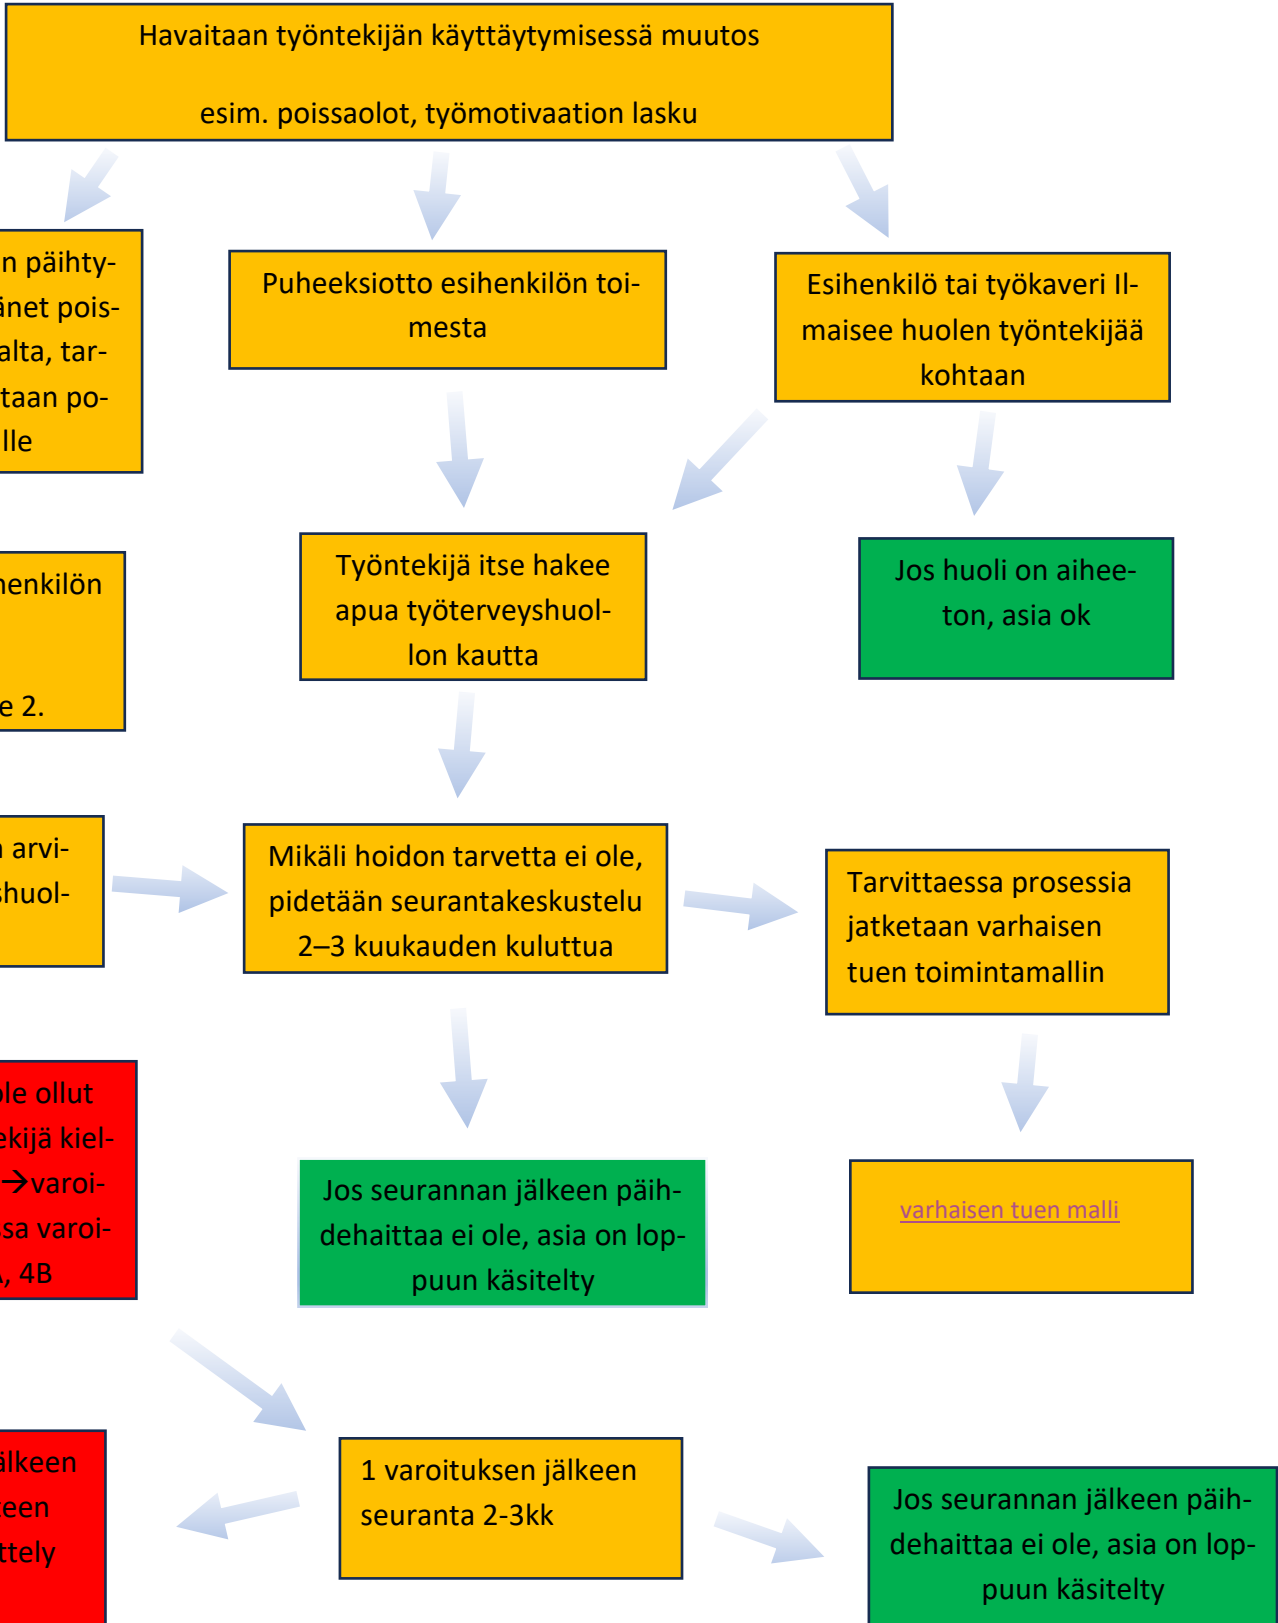 Havaitaan työntekijän käyttäytymisessä muutos
esim. poissaolot, työmotivaation lasku
n päihty-
änet pois-
alta, tar-
taan po-
lle
Puheeksiotto esihenkilön toi-
mesta
Esihenkilö tai työkaveri Il-
maisee huolen työntekijää
kohtaan
henkilön
e 2.
Työntekijä itse hakee
apua työterveyshuol-
lon kautta
Jos huoli on aihee-
ton, asia ok
n arvi-
shuol-
Mikäli hoidon tarvetta ei ole,
pidetään seurantakeskustelu
2–3 kuukauden kuluttua
Tarvittaessa prosessia
jatketaan varhaisen
tuen toimintamallin
ole ollut
ekijä kiel-
→varoi-
ssa varoi-
A, 4B
Jos seurannan jälkeen päih-
dehaittaa ei ole, asia on lop-
puun käsitelty
varhaisen tuen malli
älkeen
teen
ttely
1 varoituksen jälkeen
seuranta 2-3kk
Jos seurannan jälkeen päih-
dehaittaa ei ole, asia on lop-
puun käsitelty